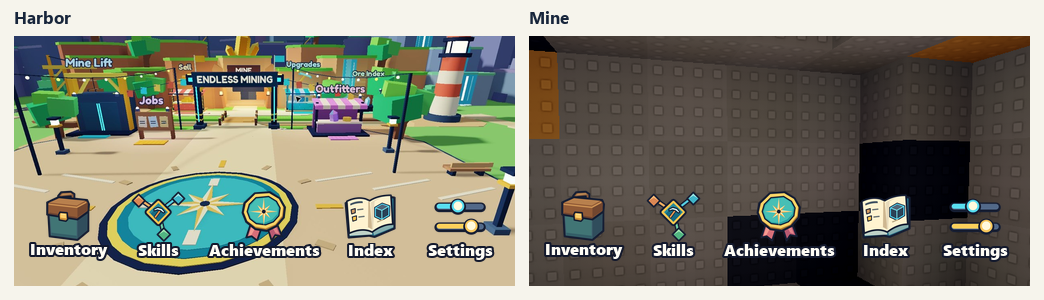 Harbor
Mine
Mine Lift
Sell
MINE
ENDLESS MINING
Upgrades
Ore Index
Jobs
Outfitters
Inventory
Skills
Achievements
Index
Settings
Inventory
Skills
Achievements
Index
Settings